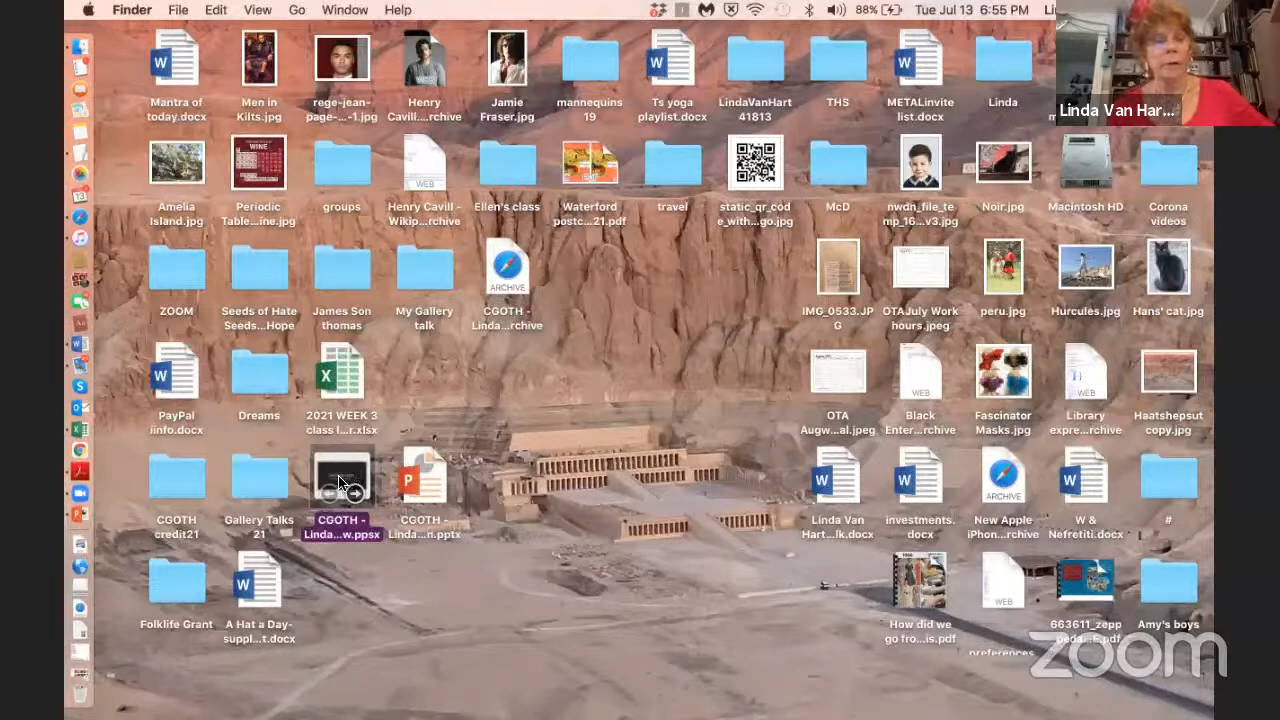 Finder File Edit View Go Window Help 88% Tue Jul 13 6:55 PM Li
Linda Van Har...
Mantra of
today.docx
Men in
Kilts.jpg
rege-jean-
page-...-1.jpg
Henry
Cavill....rchive
Jamie
Fraser.jpg
mannequins
19
Ts yoga
playlist.docx
LindaVanHart
41813
THS
METALinvite
list.docx
Linda
Amelia
Island.jpg
Periodic
Table...ine.jpg
groups
Henry Cavill -
Wikip...rchive
Ellen's class
Waterford
postc...21.pdf
travel
static_qr_cod
e_with...go.jpg
McD
nwdn_file_te
mp_16...v3.jpg
Noir.jpg
Macintosh HD
Corona
videos
ZOOM
Seeds of Hate
Seeds...Hope
James Son
thomas
My Gallery
talk
ARCHIVE
CGOTH -
Linda...rchive
IMG_0533.JP
G
OTAJuly Work
hours.jpeg
peru.jpg
Hurcules.jpg
Hans' cat.jpg
PayPal
iinfo.docx
Dreams
2021 WEEK 3
class l...r.xlsx
OTA
Augw...al.jpeg
Black
Enter...rchive
Fascinator
Masks.jpg
Library
expre...rchive
Haatshepsut
copy.jpg
CGOTH
credit21
Gallery Talks
21
CGOTH -
Linda...w.ppsx
CGOTH -
Linda...n.pptx
Linda Van
Hart...lk.docx
investments.
docx
ARCHIVE
New Apple
iPhon...rchive
W &
Nefretiti.docx
#
Folklife Grant
A Hat a Day-
suppl...t.docx
How did we
go fro...is.pdf
WEB
preferences
663611_zepp
Amy's boys
zoom